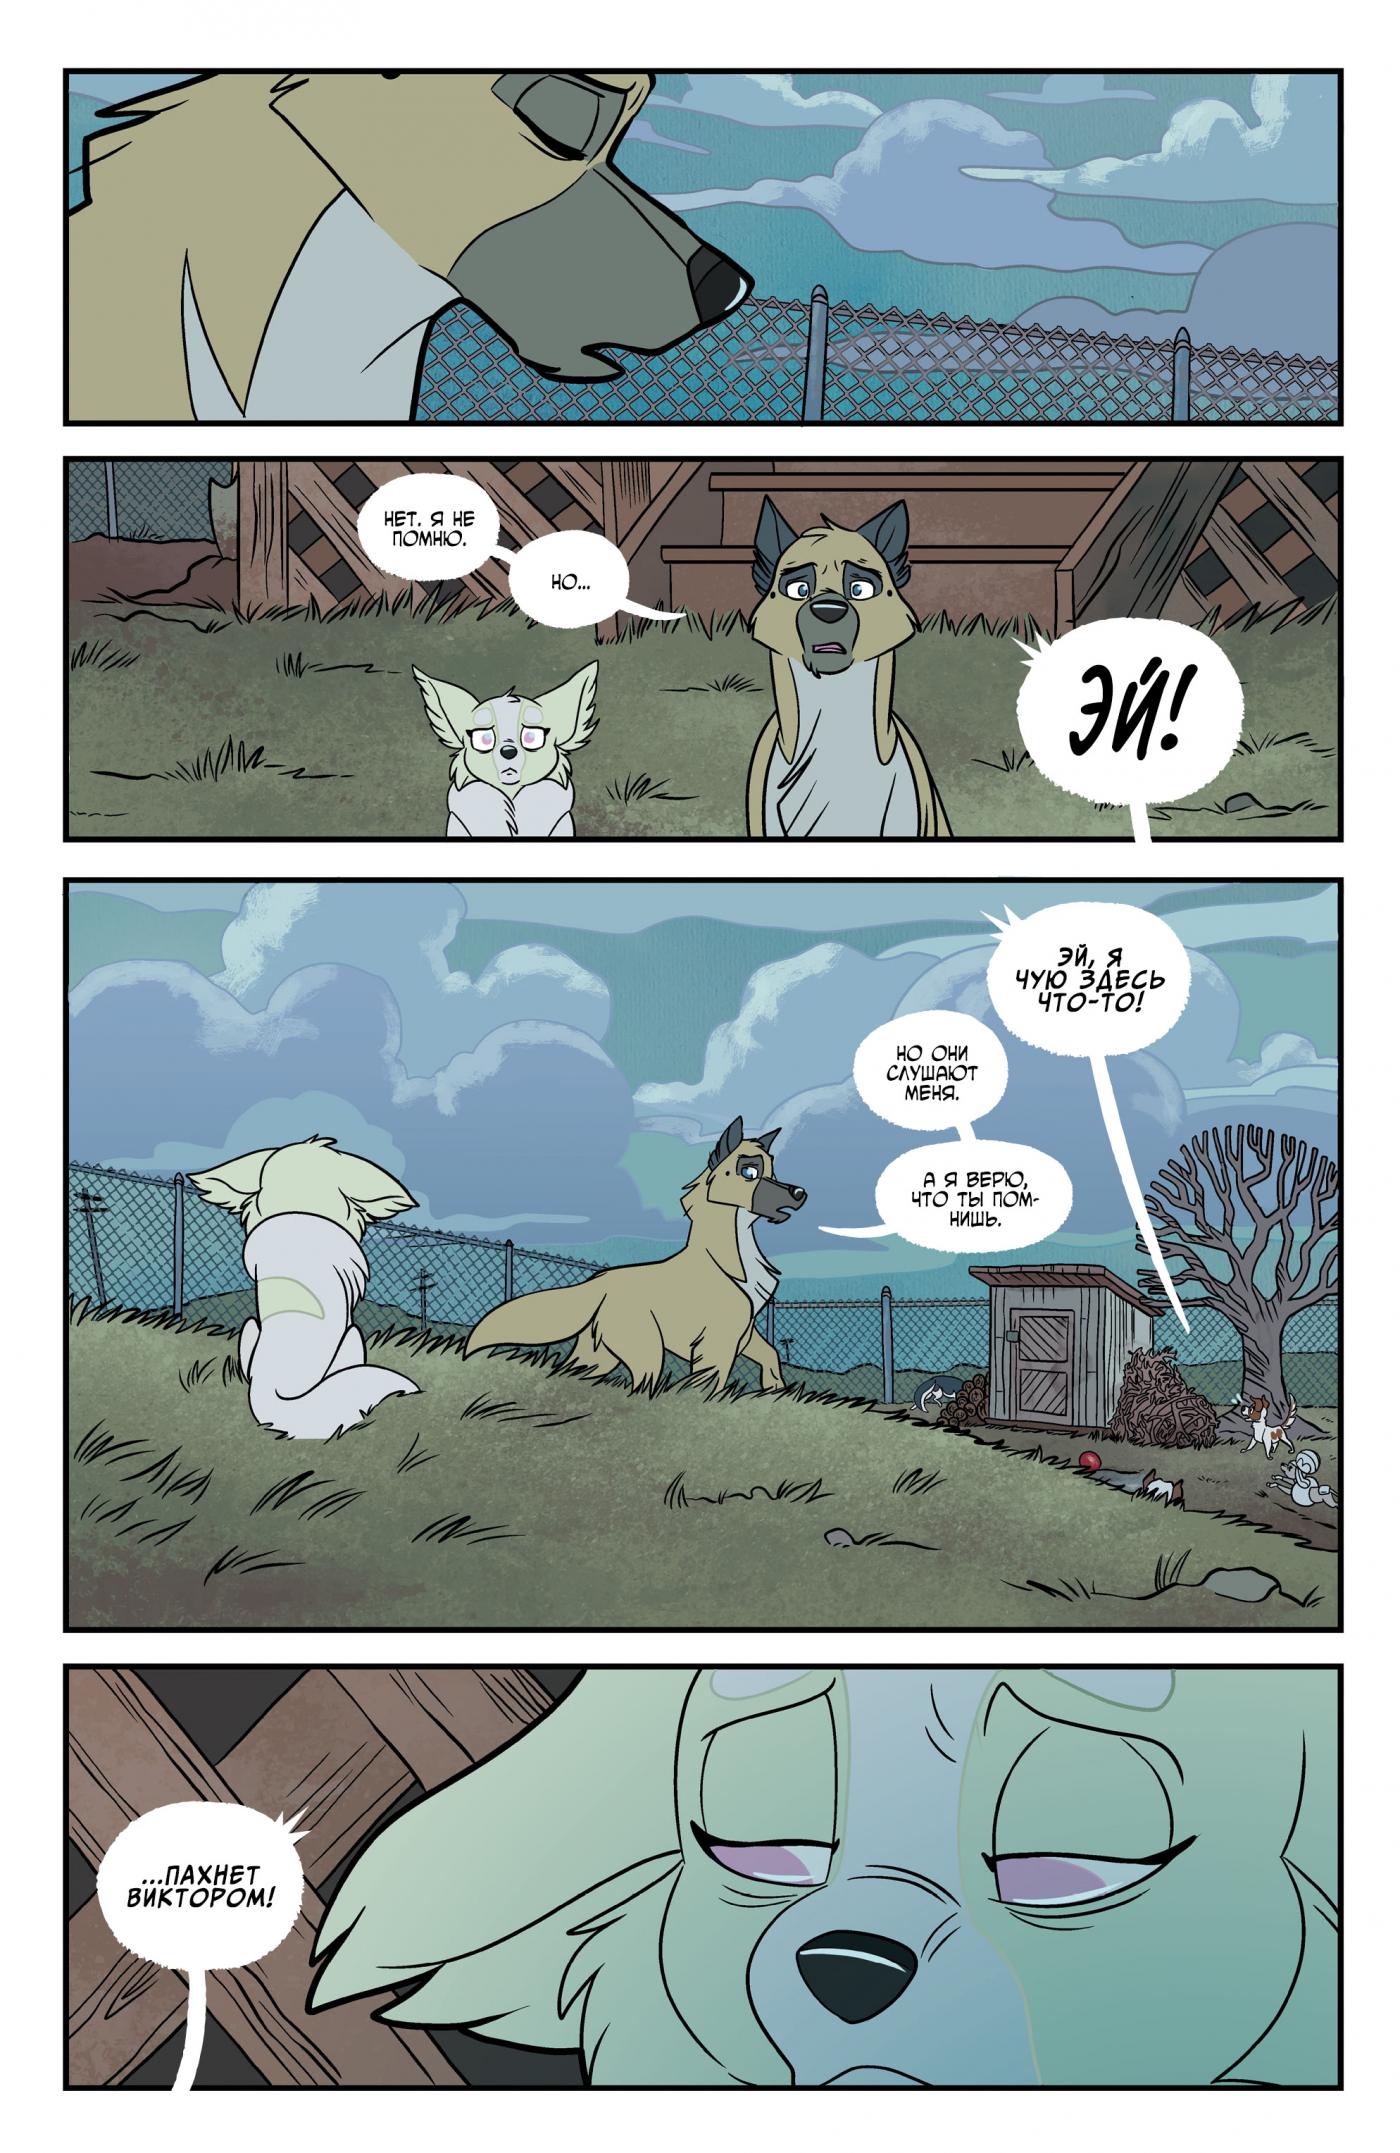 НЕТ. Я НЕ
ПОМНЮ.
НО...
ЭЙ!
ЭЙ, Я
ЧУЮ ЗДЕСЬ
ЧТО-ТО!
НО ОНИ
СЛУШАЮТ
МЕНЯ.
А Я ВЕРЮ,
ЧТО ТЫ ПОМ-
НИШЬ.
...ПАХНЕТ
ВИКТОРОМ!